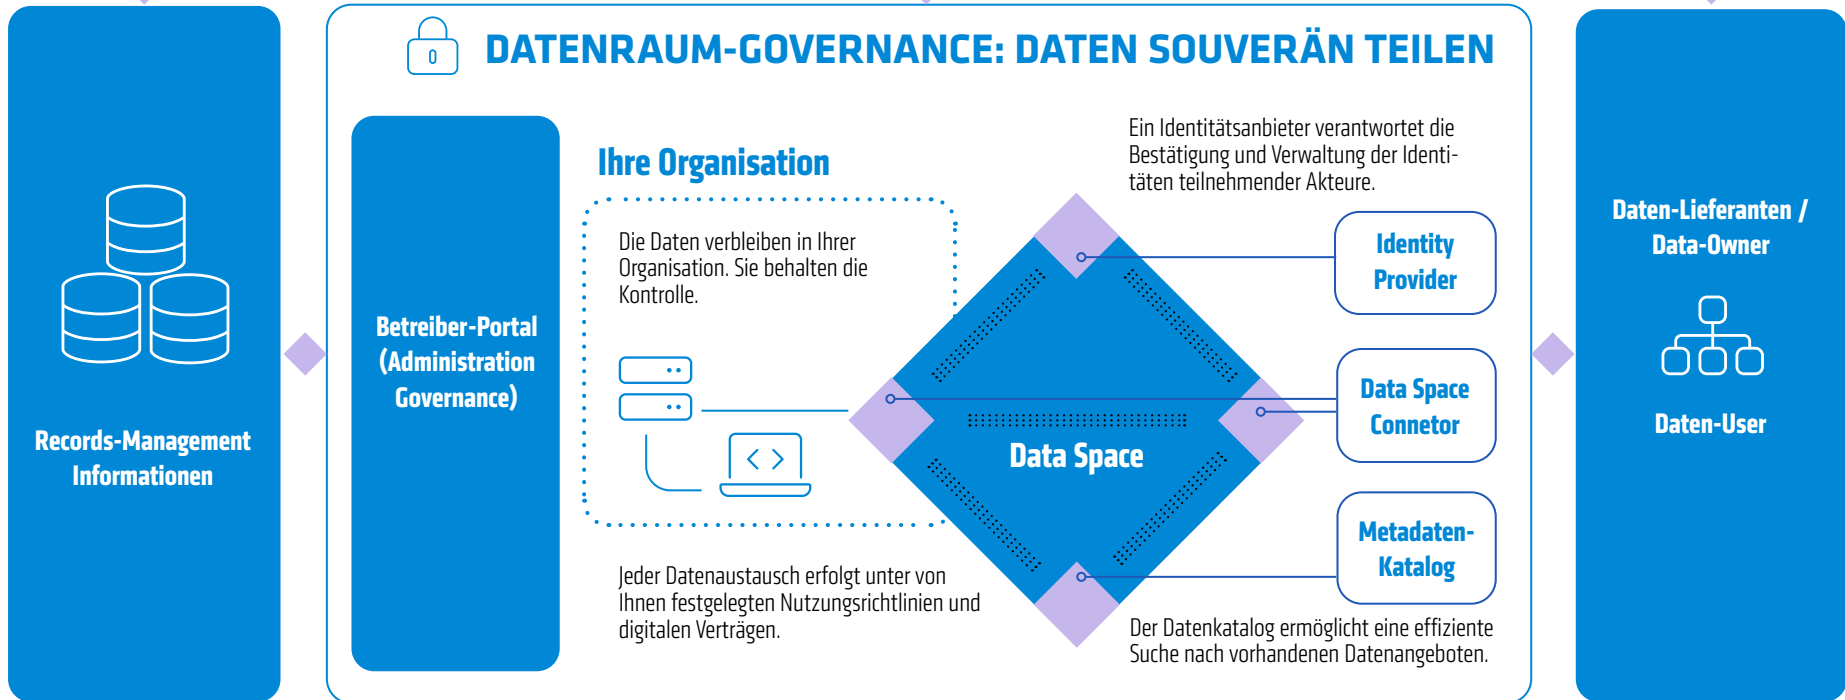 DATENRAUM-GOVERNANCE: DATEN SOUVERÄN TEILEN
Records-Management
Informationen
Betreiber-Portal
(Administration
Governance)
Ihre Organisation
Die Daten verbleiben in Ihrer
Organisation. Sie behalten die
Kontrolle.
Jeder Datenaustausch erfolgt unter von
Ihnen festgelegten Nutzungsrichtlinien und
digitalen Verträgen.
Data Space
Ein Identitätsanbieter verantwortet die
Bestätigung und Verwaltung der Identi-
täten teilnehmender Akteure.
Identity
Provider
Data Space
Connetor
Metadaten-
Katalog
Der Datenkatalog ermöglicht eine effiziente
Suche nach vorhandenen Datenangeboten.
Daten-Lieferanten /
Data-Owner
Daten-User